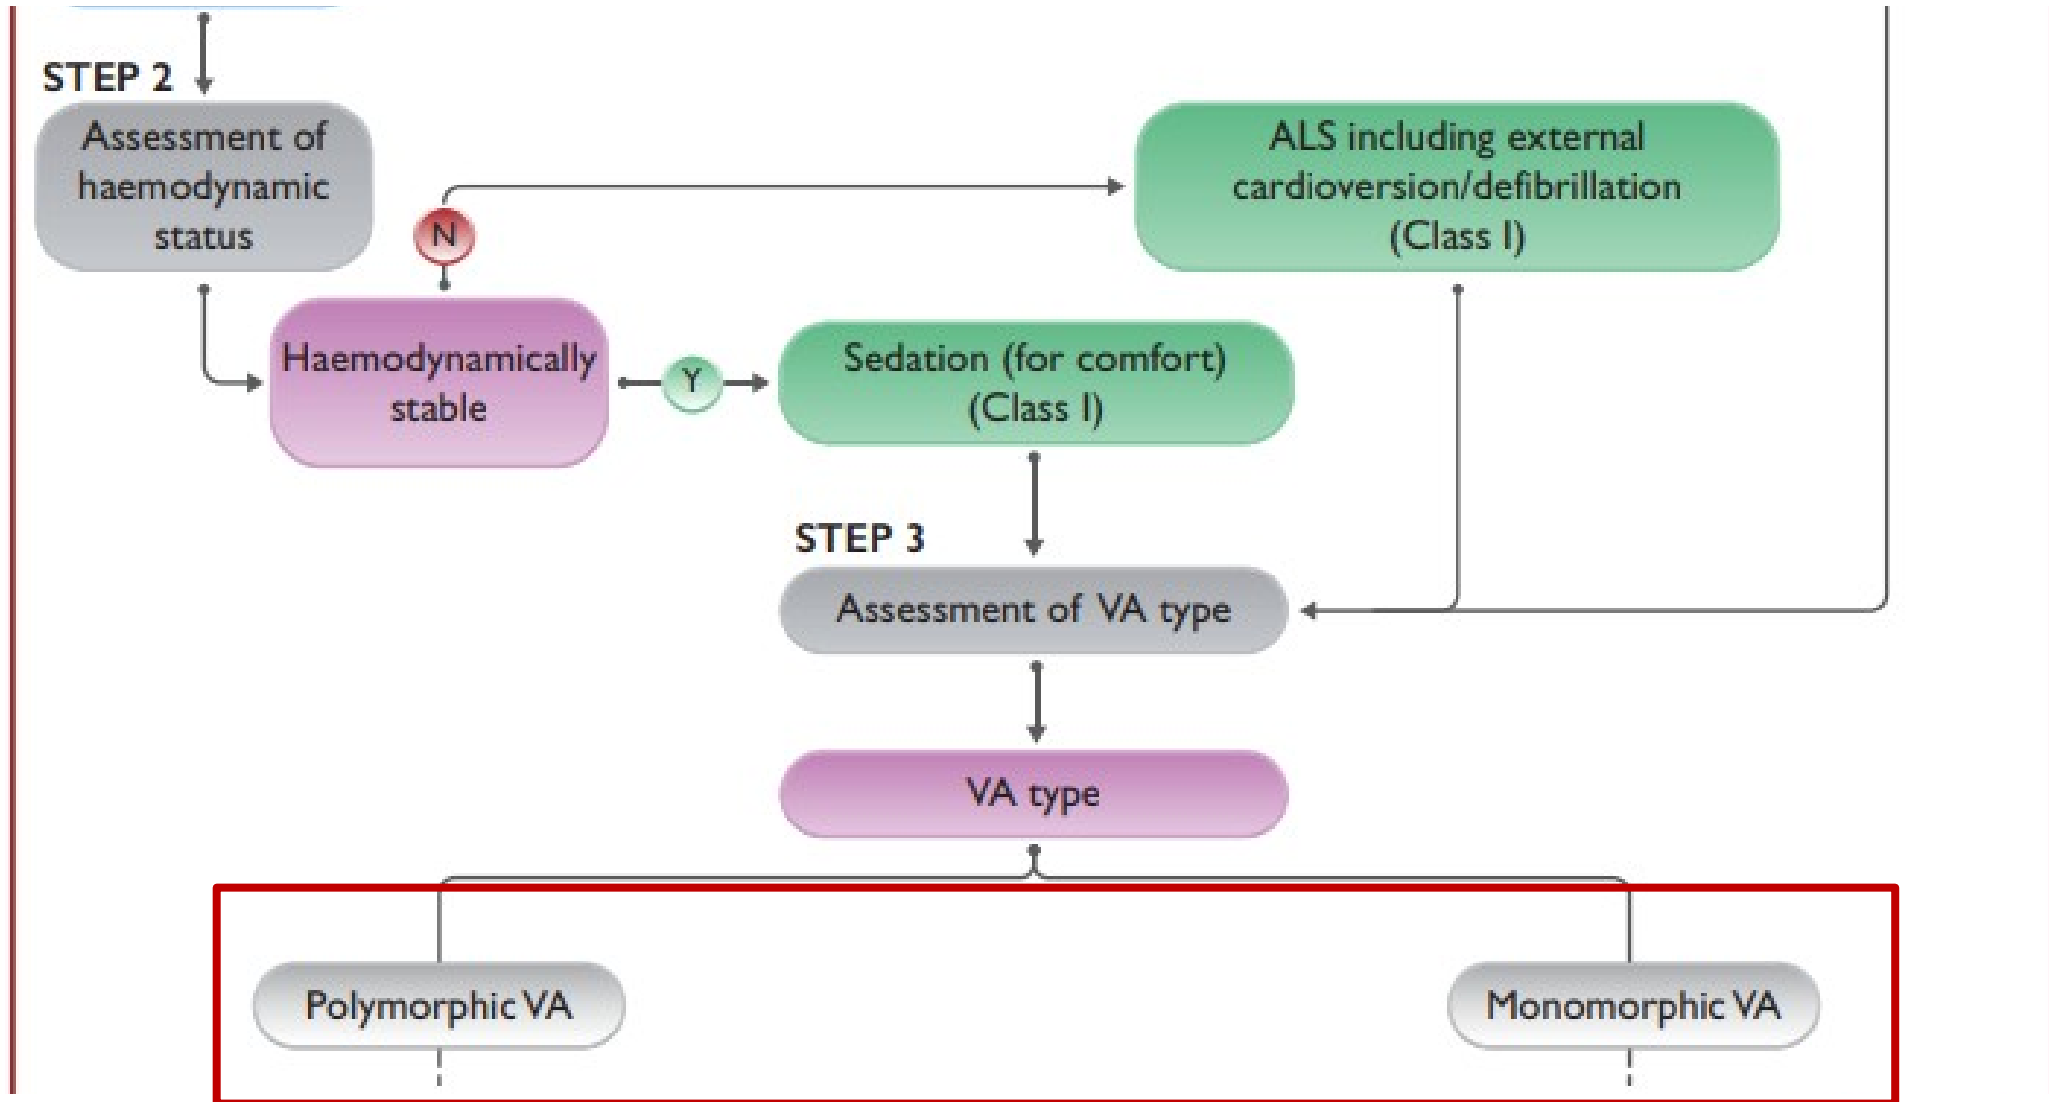 STEP 2
Assessment of
haemodynamic
status
ALS including external
cardioversion/defibrillation
(Class I)
N
Haemodynamically
stable
Y
Sedation (for comfort)
(Class I)
STEP 3
Assessment of VA type
VA type
Polymorphic VA
Monomorphic VA